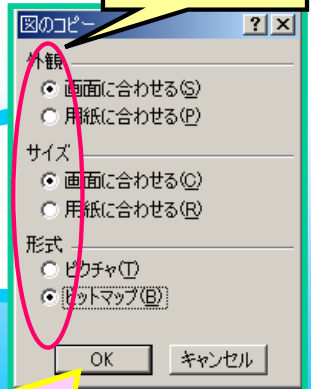 図のコピー
外観
画面に合わせる(S)
用紙に合わせる(P)
サイズ
画面に合わせる(C)
用紙に合わせる(R)
形式
ピクチャ(T)
ビットマップ(B)
OK キャンセル